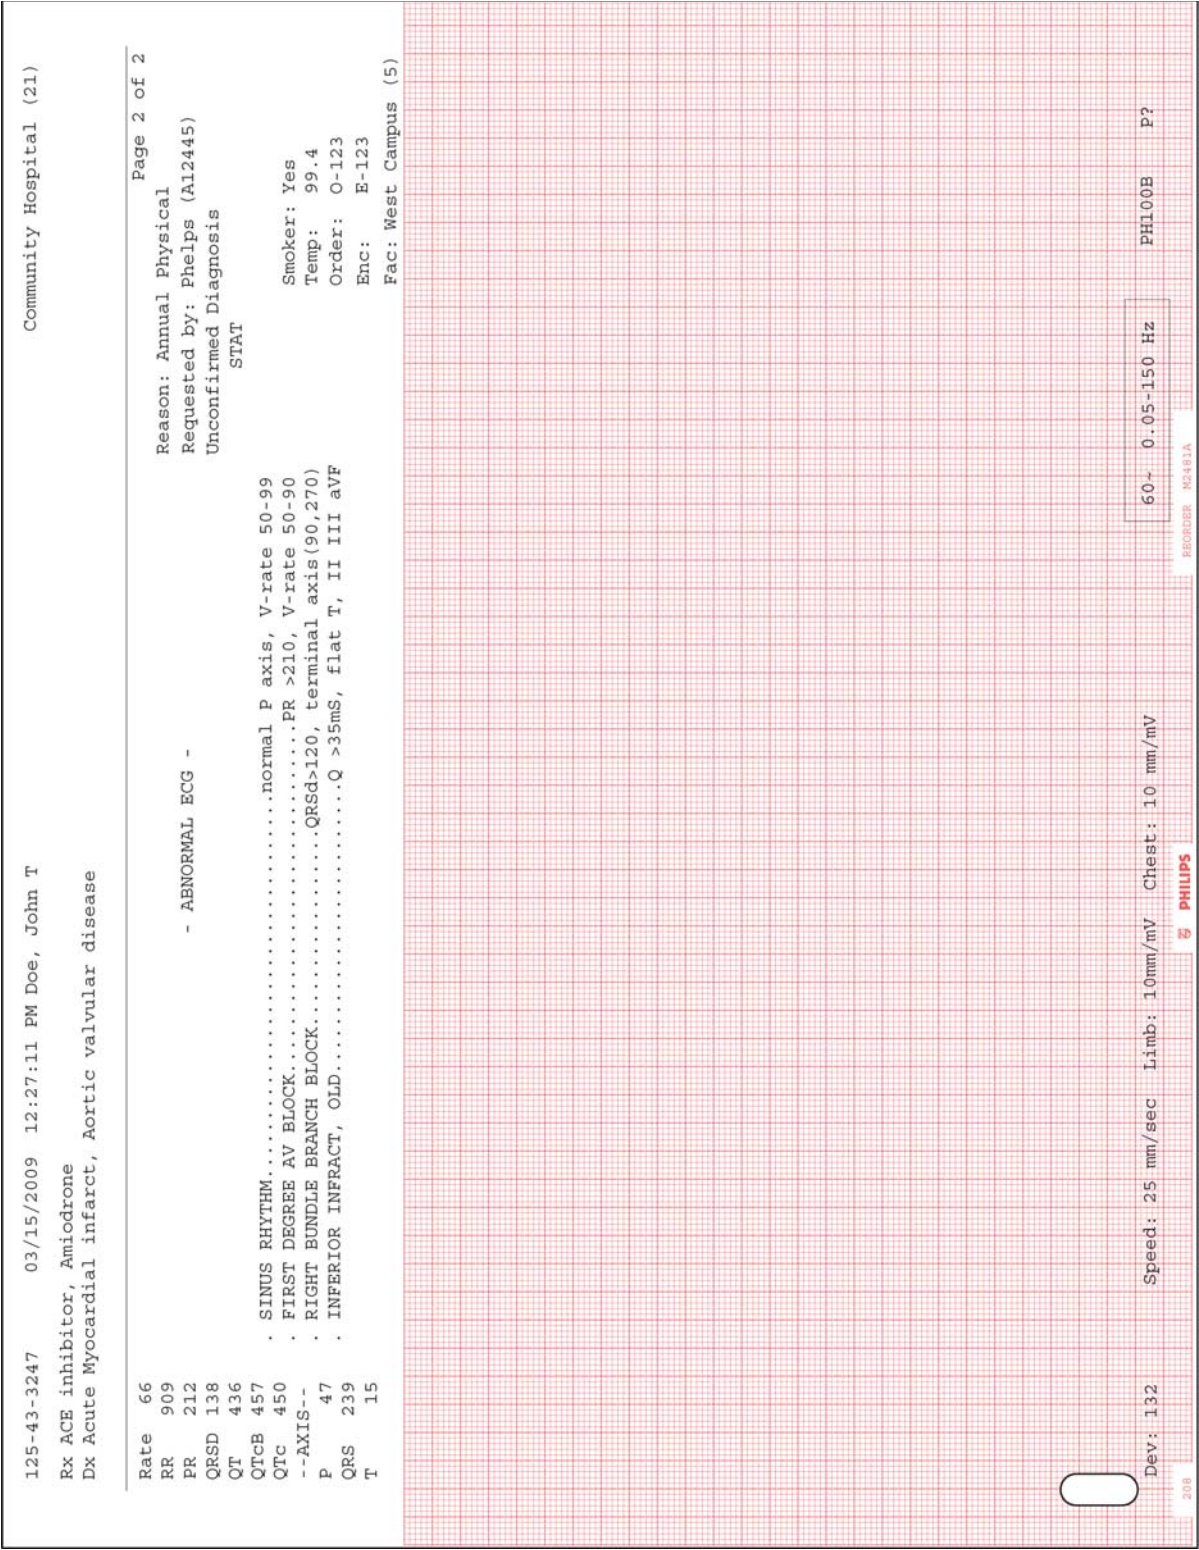 125-43-3247 03/15/2009 12:27:11 PM Doe, John T Community Hospital (21)
Rx ACE inhibitor, Amiodrone
Dx Acute Myocardial infarct, Aortic valvular disease
Page 2 of 2
Rate 66
RR 909
PR 212
QRSD 138
QT 436
QTcB 457
QTc 450
--AXIS--
P 47
QRS 239
T 15
- ABNORMAL ECG -
. SINUS RHYTHM.......................................normal P axis, V-rate 50-99
. FIRST DEGREE AV BLOCK..................................PR >210, V-rate 50-90
. RIGHT BUNDLE BRANCH BLOCK..................QRSd>120, terminal axis(90,270)
. INFERIOR INFRACT, OLD..........................Q >35mS, flat T, II III aVF
Reason: Annual Physical
Requested by: Phelps (A12445)
Unconfirmed Diagnosis
STAT
Smoker: Yes
Temp: 99.4
Order: O-123
Enc: E-123
Fac: West Campus (5)
Dev: 132 Speed: 25 mm/sec Limb: 10mm/mV Chest: 10 mm/mV 60~ 0.05-150 Hz PH100B P?
208 PHILIPS REORDER M2481A